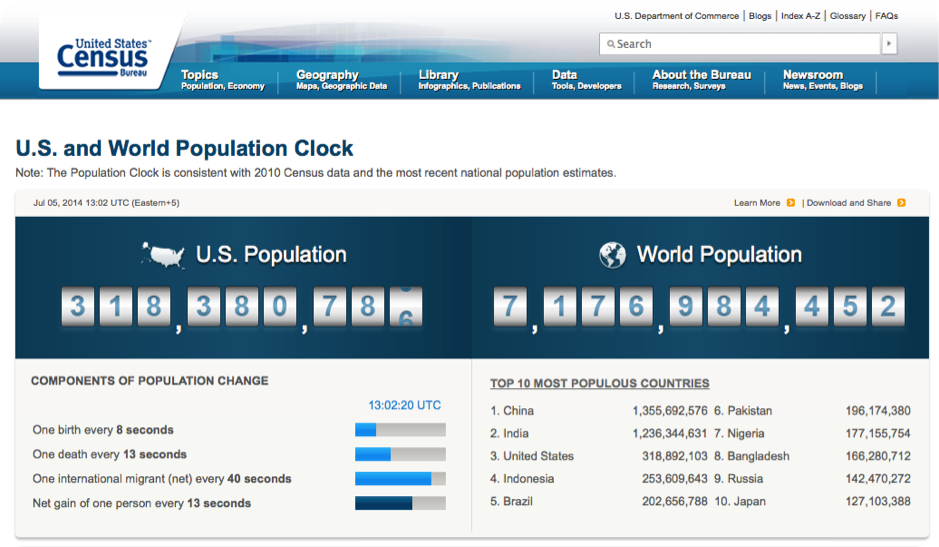 U.S. Department of Commerce | Blogs | Index A-Z | Glossary | FAQs
United States™
Census
Bureau
Search
Topics
Population, Economy
Geography
Maps, Geographic Data
Library
Infographics, Publications
Data
Tools, Developers
About the Bureau
Research, Surveys
Newsroom
News, Events, Blogs
U.S. and World Population Clock
Note: The Population Clock is consistent with 2010 Census data and the most recent national population estimates.
Jul 05, 2014 13:02 UTC (Eastern+5)
Learn More | Download and Share
U.S. Population
318,380,786
World Population
7,176,984,452
COMPONENTS OF POPULATION CHANGE
13:02:20 UTC
One birth every 8 seconds
One death every 13 seconds
One international migrant (net) every 40 seconds
Net gain of one person every 13 seconds
TOP 10 MOST POPULOUS COUNTRIES
1. China 1,355,692,576 6. Pakistan 196,174,380
2. India 1,236,344,631 7. Nigeria 177,155,754
3. United States 318,892,103 8. Bangladesh 166,280,712
4. Indonesia 253,609,643 9. Russia 142,470,272
5. Brazil 202,656,788 10. Japan 127,103,388